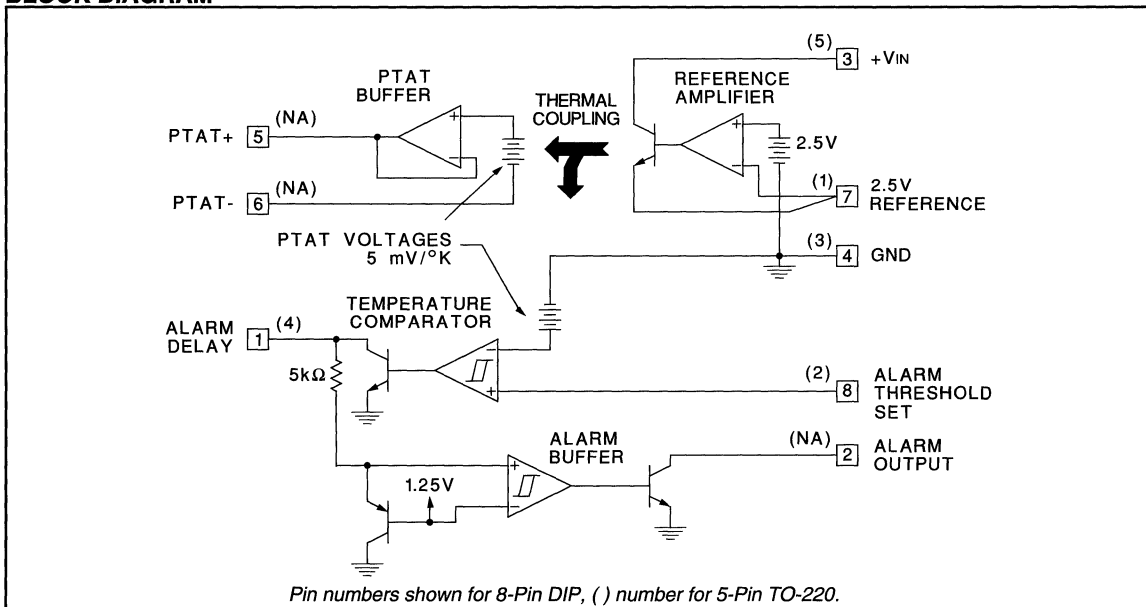 BLOCK DIAGRAM
(5)
3 +VIN
PTAT
BUFFER
THERMAL
COUPLING
REFERENCE
AMPLIFIER
PTAT+ 5 (NA)
+
−
+
−
2.5V
PTAT- 6 (NA)
(1)
7 2.5V
REFERENCE
PTAT VOLTAGES
5 mV/°K
(3)
4 GND
TEMPERATURE
COMPARATOR
ALARM
DELAY 1 (4)
5kΩ
−
+
(2)
8 ALARM
THRESHOLD
SET
ALARM
BUFFER
(NA)
2 ALARM
OUTPUT
1.25V
+
−
Pin numbers shown for 8-Pin DIP, ( ) number for 5-Pin TO-220.